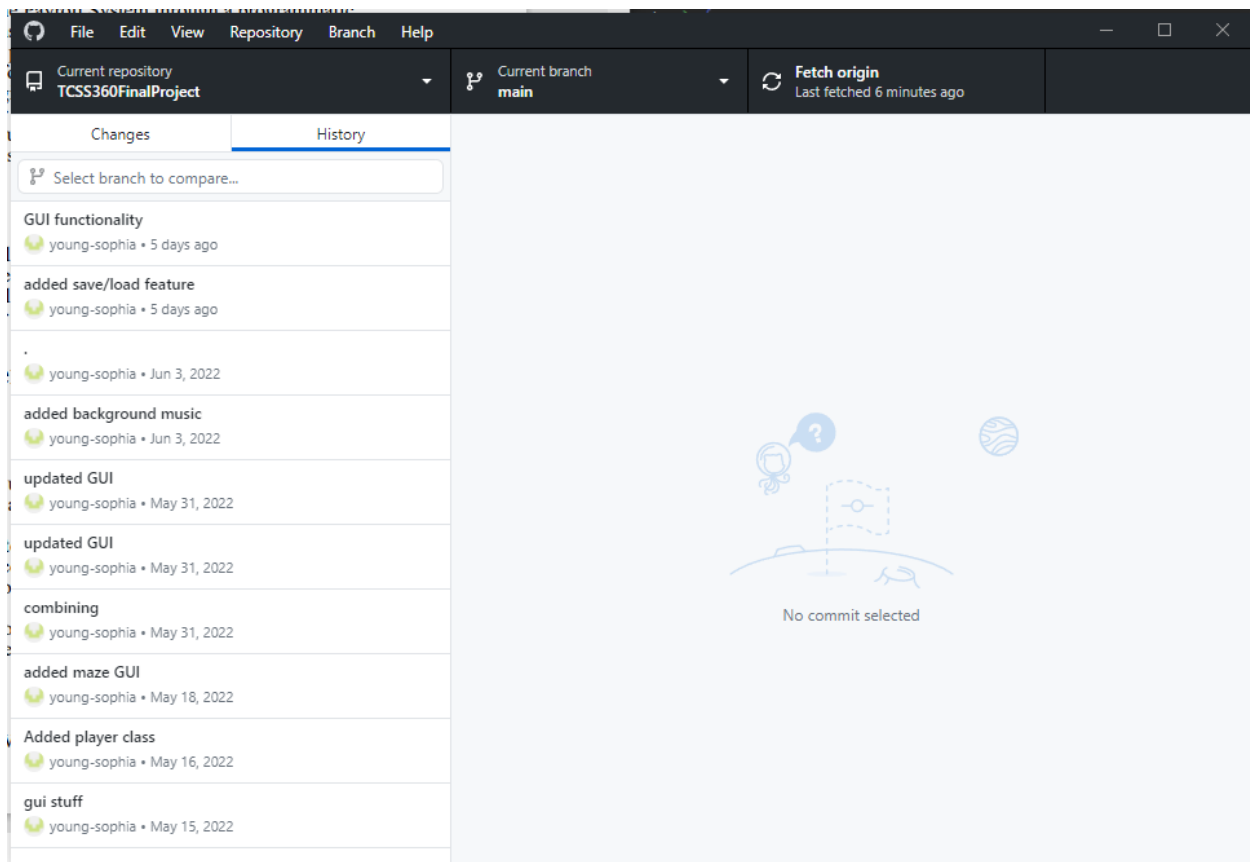 e Payroll System through a programmatic
File Edit View Repository Branch Help
Current repository
TCSS360FinalProject
Current branch
main
Fetch origin
Last fetched 6 minutes ago
Changes
History
Select branch to compare...
GUI functionality
young-sophia • 5 days ago
added save/load feature
young-sophia • 5 days ago
.
young-sophia • Jun 3, 2022
added background music
young-sophia • Jun 3, 2022
updated GUI
young-sophia • May 31, 2022
updated GUI
young-sophia • May 31, 2022
combining
young-sophia • May 31, 2022
added maze GUI
young-sophia • May 18, 2022
Added player class
young-sophia • May 16, 2022
gui stuff
young-sophia • May 15, 2022
?
No commit selected